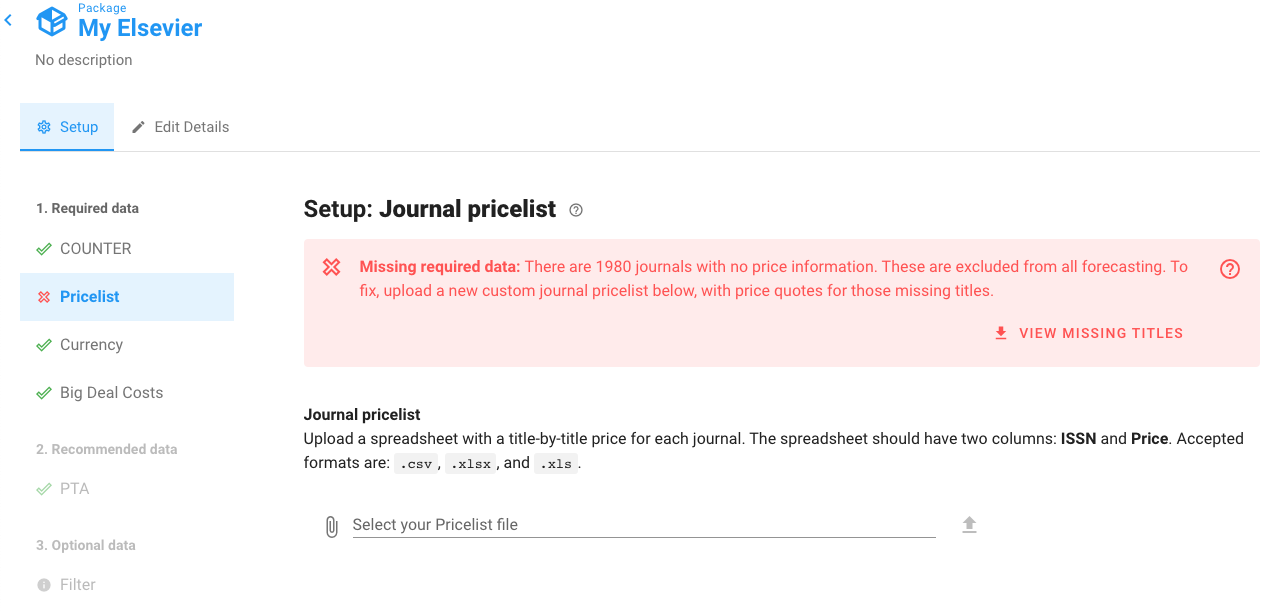 Package
My Elsevier
No description
Setup
Edit Details
1. Required data
COUNTER
Pricelist
Currency
Big Deal Costs
2. Recommended data
PTA
3. Optional data
Filter
Setup: Journal pricelist
Missing required data: There are 1980 journals with no price information. These are excluded from all forecasting. To
fix, upload a new custom journal pricelist below, with price quotes for those missing titles.
VIEW MISSING TITLES
Journal pricelist
Upload a spreadsheet with a title-by-title price for each journal. The spreadsheet should have two columns: ISSN and Price. Accepted
formats are: .csv, .xlsx, and .xls.
Select your Pricelist file